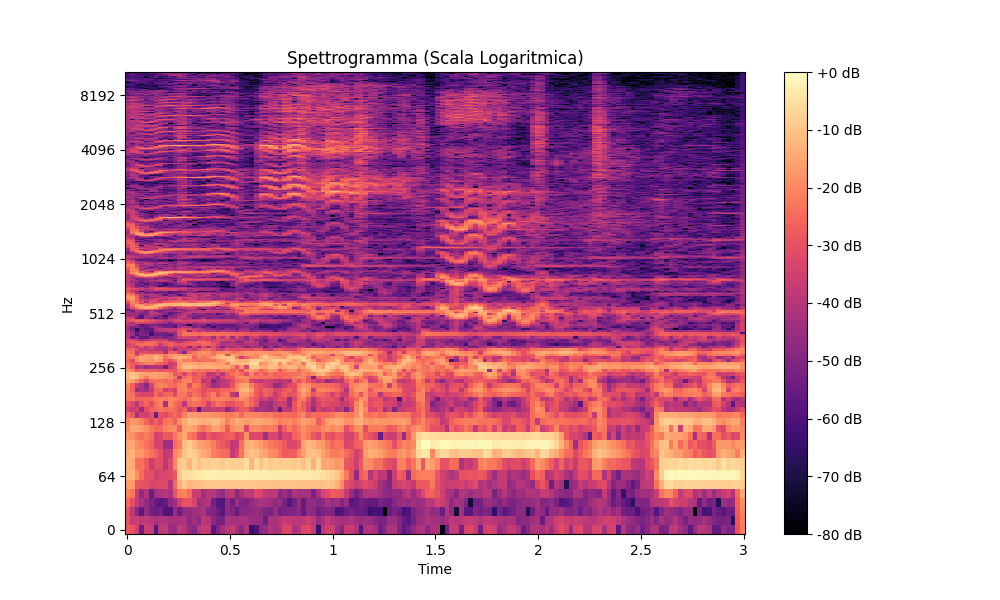 Spettrogramma (Scala Logaritmica)
Hz
8192
4096
2048
1024
512
256
128
64
0
0 0.5 1 1.5 2 2.5 3
Time
+0 dB
-10 dB
-20 dB
-30 dB
-40 dB
-50 dB
-60 dB
-70 dB
-80 dB